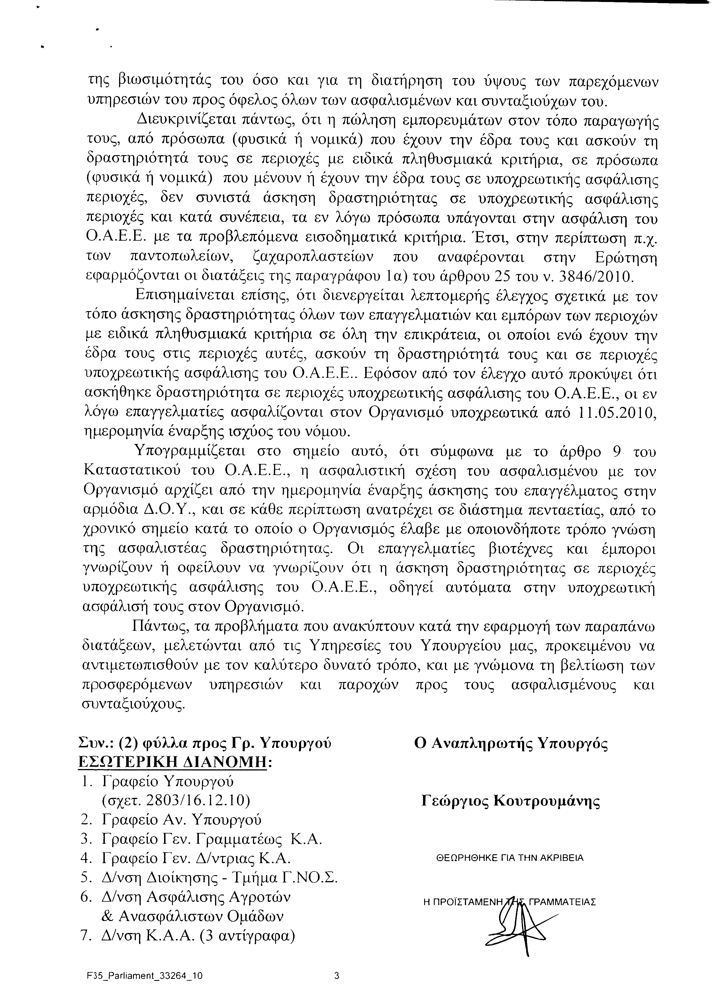 της βιωσιμότητάς του όσο και για τη διατήρηση του ύψους των παρεχόμενων
υπηρεσιών του προς όφελος όλων των ασφαλισμένων και συνταξιούχων του.
Διευκρινίζεται πάντως, ότι η πώληση εμπορευμάτων στον τόπο παραγωγής
τους, από πρόσωπα (φυσικά ή νομικά) που έχουν την έδρα τους και ασκούν τη
δραστηριότητά τους σε περιοχές με ειδικά πληθυσμιακά κριτήρια, σε πρόσωπα
(φυσικά ή νομικά) που μένουν ή έχουν την έδρα τους σε υποχρεωτικής ασφάλισης
περιοχές, δεν συνιστά άσκηση δραστηριότητας σε υποχρεωτικής ασφάλισης
περιοχές και κατά συνέπεια, τα εν λόγω πρόσωπα υπάγονται στην ασφάλιση του
Ο.Α.Ε.Ε. με τα προβλεπόμενα εισοδηματικά κριτήρια. Έτσι, στην περίπτωση π.χ.
των παντοπωλείων, ζαχαροπλαστείων που αναφέρονται στην Ερώτηση
εφαρμόζονται οι διατάξεις της παραγράφου 1α) του άρθρου 25 του ν. 3846/2010.
Επισημαίνεται επίσης, ότι διενεργείται λεπτομερής έλεγχος σχετικά με τον
τόπο άσκησης δραστηριότητας όλων των επαγγελματιών και εμπόρων των περιοχών
με ειδικά πληθυσμιακά κριτήρια σε όλη την επικράτεια, οι οποίοι ενώ έχουν την
έδρα τους στις περιοχές αυτές, ασκούν τη δραστηριότητά τους και σε περιοχές
υποχρεωτικής ασφάλισης του Ο.Α.Ε.Ε.. Εφόσον από τον έλεγχο αυτό προκύψει ότι
ασκήθηκε δραστηριότητα σε περιοχές υποχρεωτικής ασφάλισης του Ο.Α.Ε.Ε., οι εν
λόγω επαγγελματίες ασφαλίζονται στον Οργανισμό υποχρεωτικά από 11.05.2010,
ημερομηνία έναρξης ισχύος του νόμου.
Υπογραμμίζεται στο σημείο αυτό, ότι σύμφωνα με το άρθρο 9 του
Καταστατικού του Ο.Α.Ε.Ε., η ασφαλιστική σχέση του ασφαλισμένου με τον
Οργανισμό αρχίζει από την ημερομηνία έναρξης άσκησης του επαγγέλματος στην
αρμόδια Δ.Ο.Υ., και σε κάθε περίπτωση ανατρέχει σε διάστημα πενταετίας, από το
χρονικό σημείο κατά το οποίο ο Οργανισμός έλαβε με οποιονδήποτε τρόπο γνώση
της ασφαλιστέας δραστηριότητας. Οι επαγγελματίες βιοτέχνες και έμποροι
γνωρίζουν ή οφείλουν να γνωρίζουν ότι η άσκηση δραστηριότητας σε περιοχές
υποχρεωτικής ασφάλισης του Ο.Α.Ε.Ε., οδηγεί αυτόματα στην υποχρεωτική
ασφάλισή τους στον Οργανισμό.
Πάντως, τα προβλήματα που ανακύπτουν κατά την εφαρμογή των παραπάνω
διατάξεων, μελετώνται από τις Υπηρεσίες του Υπουργείου μας, προκειμένου να
αντιμετωπισθούν με τον καλύτερο δυνατό τρόπο, και με γνώμονα τη βελτίωση των
προσφερόμενων υπηρεσιών και παροχών προς τους ασφαλισμένους και
συνταξιούχους.
Συν.: (2) φύλλα προς Γρ. Υπουργού
ΕΣΩΤΕΡΙΚΗ ΔΙΑΝΟΜΗ:
1. Γραφείο Υπουργού
(σχετ. 2803/16.12.10)
2. Γραφείο Αν. Υπουργού
3. Γραφείο Γεν. Γραμματέως Κ.Α.
4. Γραφείο Γεν. Δ/ντριας Κ.Α.
5. Δ/νση Διοίκησης - Τμήμα Γ.ΝΟ.Σ.
6. Δ/νση Ασφάλισης Αγροτών
& Ανασφάλιστων Ομάδων
7. Δ/νση Κ.Α.Α. (3 αντίγραφα)
Ο Αναπληρωτής Υπουργός
Γεώργιος Κουτρουμάνης
ΘΕΩΡΗΘΗΚΕ ΓΙΑ ΤΗΝ ΑΚΡΙΒΕΙΑ
Η ΠΡΟΪΣΤΑΜΕΝΗ ΤΗΣ ΓΡΑΜΜΑΤΕΙΑΣ
F35_Parliament_33264_10
3